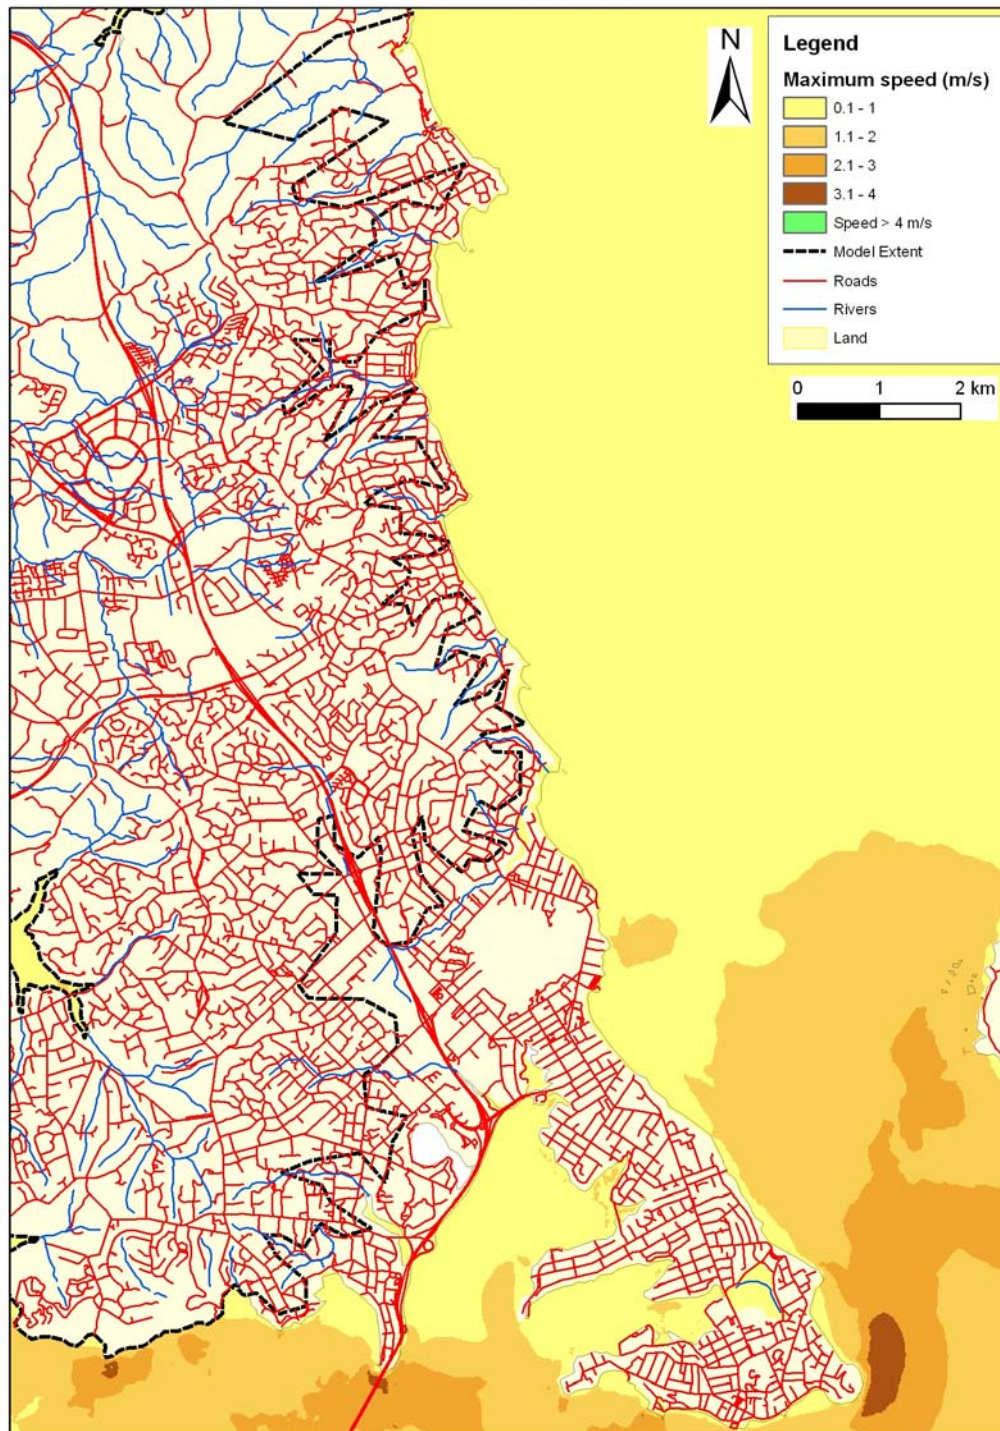 N
Legend
Maximum speed (m/s)
0.1 - 1
1.1 - 2
2.1 - 3
3.1 - 4
Speed > 4 m/s
Model Extent
Roads
Rivers
Land
0 1 2 km